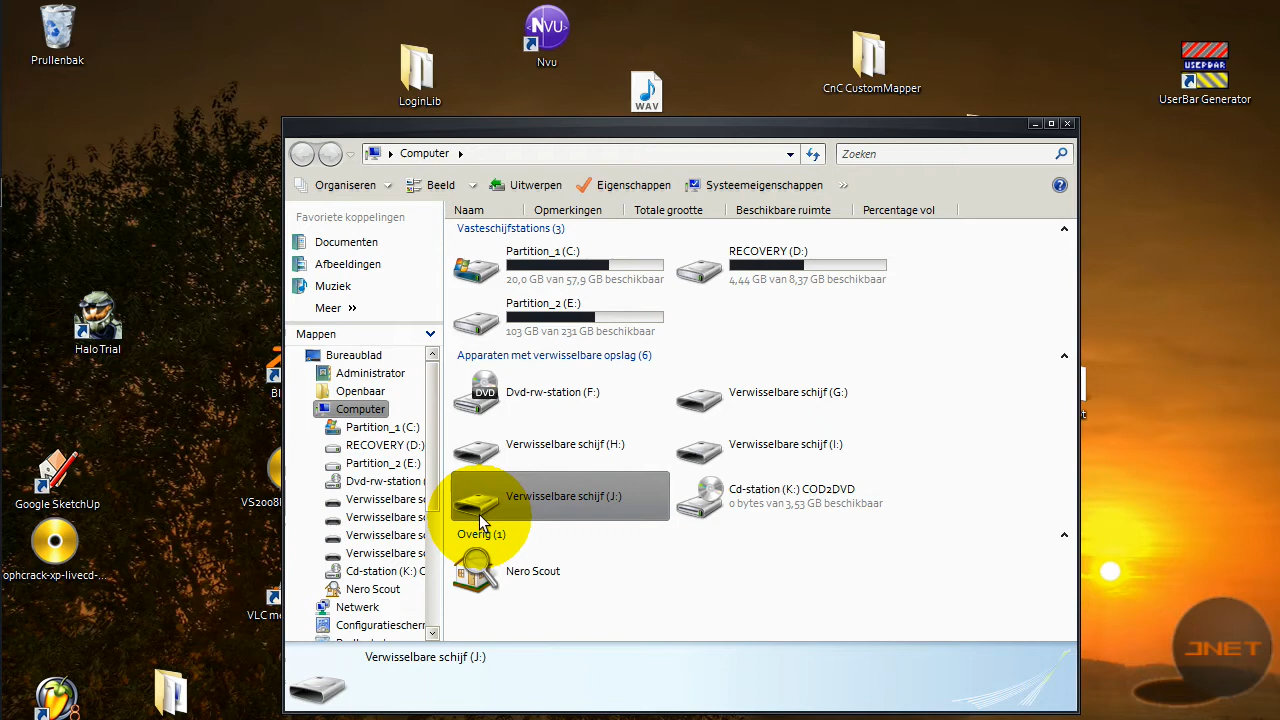 Prullenbak
LoginLib
NVU
Nvu
WAV
CnC CustomMapper
USERBAR
UserBar Generator
Computer
Zoeken
Organiseren
Beeld
Uitwerpen
Eigenschappen
Systeemeigenschappen
Favoriete koppelingen
Documenten
Afbeeldingen
Muziek
Meer »
Mappen
Bureaublad
Administrator
Openbaar
Computer
Partition_1 (C:)
RECOVERY (D:)
Partition_2 (E:)
Dvd-rw-station
Verwisselbare s
Verwisselbare s
Verwisselbare s
Verwisselbare s
Cd-station (K:) C
Nero Scout
Netwerk
Configuratiescherm
Naam
Opmerkingen
Totale grootte
Beschikbare ruimte
Percentage vol
Vasteschijfstations (3)
Partition_1 (C:)
20,0 GB van 57,9 GB beschikbaar
RECOVERY (D:)
4,44 GB van 8,37 GB beschikbaar
Partition_2 (E:)
103 GB van 231 GB beschikbaar
Apparaten met verwisselbare opslag (6)
DVD
Dvd-rw-station (F:)
Verwisselbare schijf (G:)
Verwisselbare schijf (H:)
Verwisselbare schijf (I:)
Verwisselbare schijf (J:)
Cd-station (K:) COD2DVD
0 bytes van 3,53 GB beschikbaar
Overig (1)
Nero Scout
Verwisselbare schijf (J:)
Halo Trial
Google SketchUp
ophcrack-xp-livecd-...
VS2008
VLC me
8
JNET